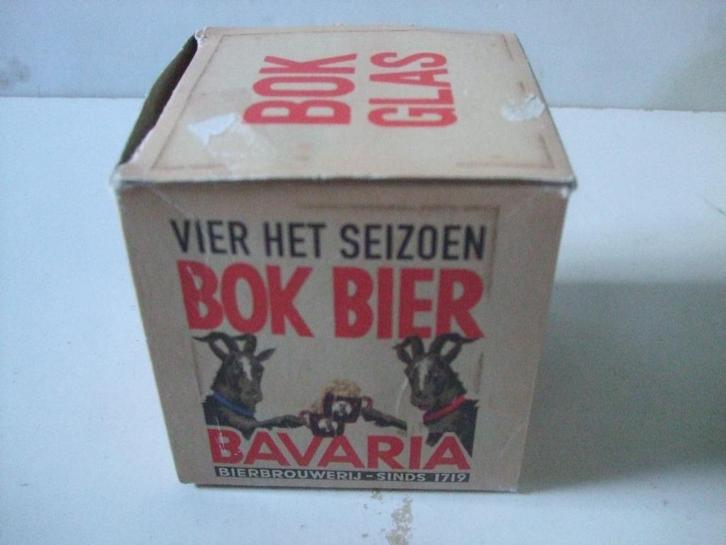 BOK
GLAS
VIER HET SEIZOEN
BOK BIER
BAVARIA
BIERBROUWERIJ - SINDS 1719